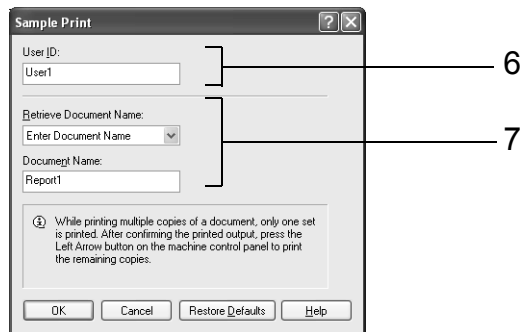 Sample Print
User ID:
User1
6
Retrieve Document Name:
Enter Document Name
7
Document Name:
Report1
While printing multiple copies of a document, only one set
is printed. After confirming the printed output, press the
Left Arrow button on the machine control panel to print
the remaining copies.
OK Cancel Restore Defaults Help